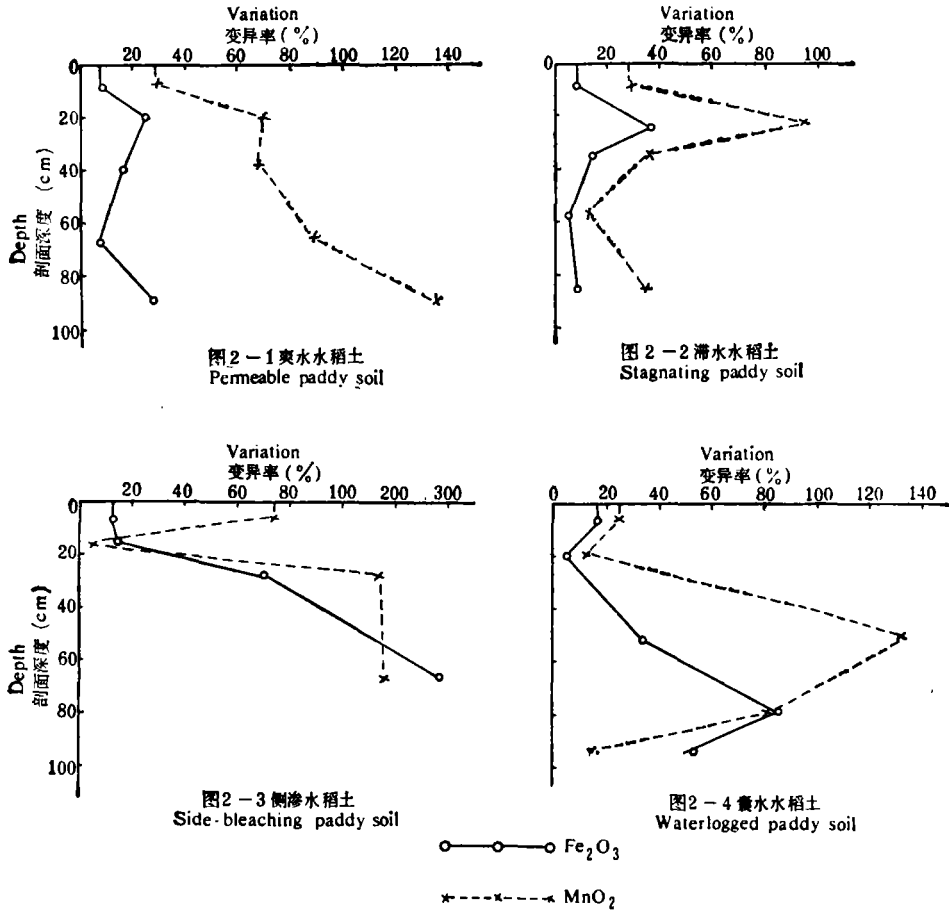 Variation
变异率(%)
20 40 60 80 100 120 140
0
20
40
60
80
100
Depth
剖面深度 (cm)
图2-1爽水水稻土
Permeable paddy soil
Variation
变异率(%)
0 20 40 60 80 100
图2-2滞水水稻土
Stagnating paddy soil
Variation
变异率(%)
20 40 60 80 100 200 300
0
20
40
60
80
100
Depth
剖面深度 (cm)
图2-3侧渗水稻土
Side-bleaching paddy soil
Variation
变异率(%)
0 20 40 60 80 100 120 140
图2-4囊水水稻土
Waterlogged paddy soil
Fe₂O₃
MnO₂